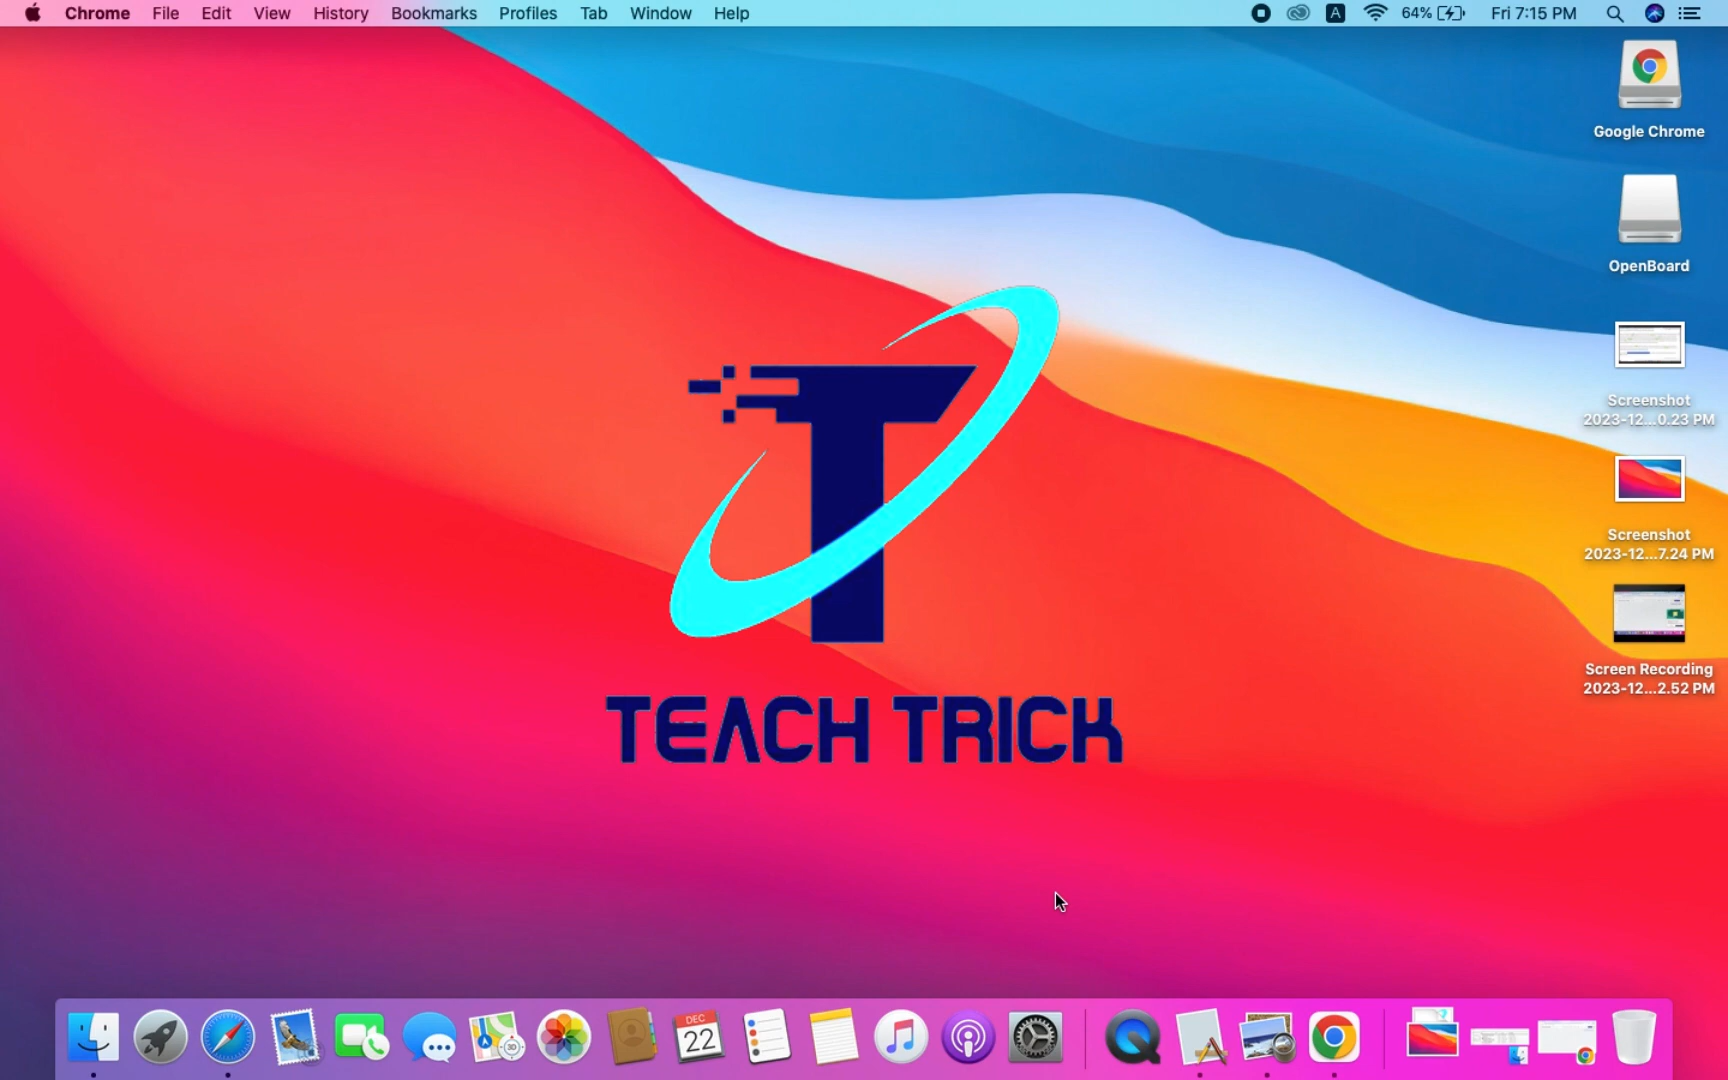 Chrome File Edit View History Bookmarks Profiles Tab Window Help A 64% Fri 7:15 PM
Google Chrome
OpenBoard
Screenshot
2023-12...0.23 PM
Screenshot
2023-12...7.24 PM
Screen Recording
2023-12...2.52 PM
TEACH TRICK
3D
DEC
22